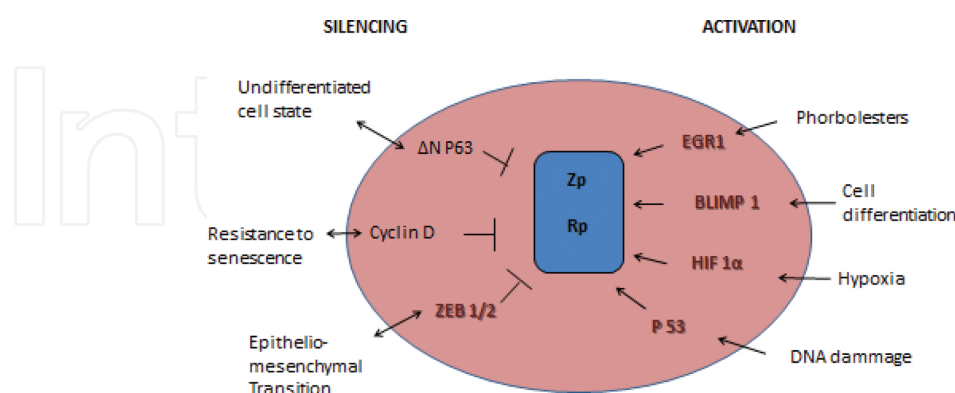 SILENCING
ACTIVATION
Undifferentiated
cell state
ΔN P63
Resistance to
senescence
Cyclin D
Epithelio-
mesenchymal
Transition
ZEB 1/2
Zp
Rp
EGR1
Phorbolesters
BLIMP 1
Cell
differentiation
HIF 1α
Hypoxia
P 53
DNA dammage